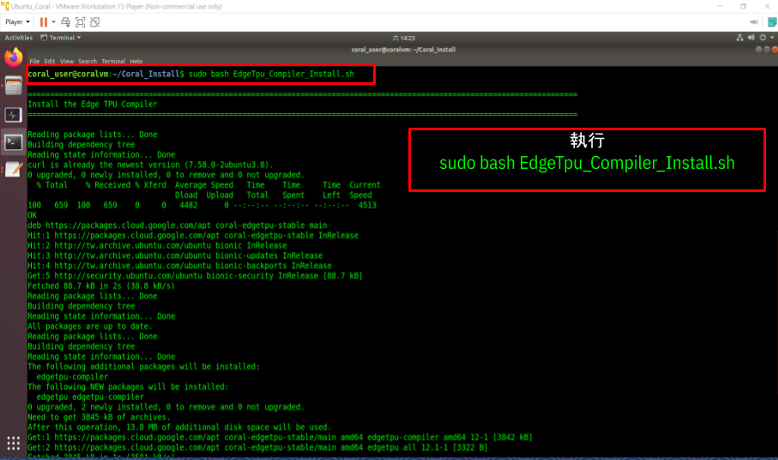 Ubuntu_Coral - VMware Workstation 15 Player (Non-commercial use only)
Player
Activities Terminal 六 14:23
coral_user@coralvm: ~/Coral_Install
File Edit View Search Terminal Help
coral_user@coralvm:~/Coral_Install$ sudo bash EdgeTpu_Compiler_Install.sh
Install the Edge TPU Compiler
執行
sudo bash EdgeTpu_Compiler_Install.sh
Reading package lists... Done
Building dependency tree
Reading state information... Done
curl is already the newest version (7.58.0-2ubuntu3.8).
0 upgraded, 0 newly installed, 0 to remove and 0 not upgraded.
% Total % Received % Xferd Average Speed Time Time Time Current
Dload Upload Total Spent Left Speed
100 659 100 659 0 0 4482 0 --:--:-- --:--:-- --:--:-- 4513
OK
deb https://packages.cloud.google.com/apt coral-edgetpu-stable main
Hit:1 https://packages.cloud.google.com/apt coral-edgetpu-stable InRelease
Hit:2 http://tw.archive.ubuntu.com/ubuntu bionic InRelease
Hit:3 http://tw.archive.ubuntu.com/ubuntu bionic-updates InRelease
Hit:4 http://tw.archive.ubuntu.com/ubuntu bionic-backports InRelease
Get:5 http://security.ubuntu.com/ubuntu bionic-security InRelease [88.7 kB]
Fetched 88.7 kB in 2s (38.8 kB/s)
Reading package lists... Done
Building dependency tree
Reading state information... Done
All packages are up to date.
Reading package lists... Done
Building dependency tree
Reading state information... Done
The following additional packages will be installed:
edgetpu-compiler
The following NEW packages will be installed:
edgetpu edgetpu-compiler
0 upgraded, 2 newly installed, 0 to remove and 0 not upgraded.
Need to get 3845 kB of archives.
After this operation, 13.8 MB of additional disk space will be used.
Get:1 https://packages.cloud.google.com/apt coral-edgetpu-stable/main amd64 edgetpu-compiler amd64 12-1 [3842 kB]
Get:2 https://packages.cloud.google.com/apt coral-edgetpu-stable/main amd64 edgetpu all 12.1-1 [3322 B]